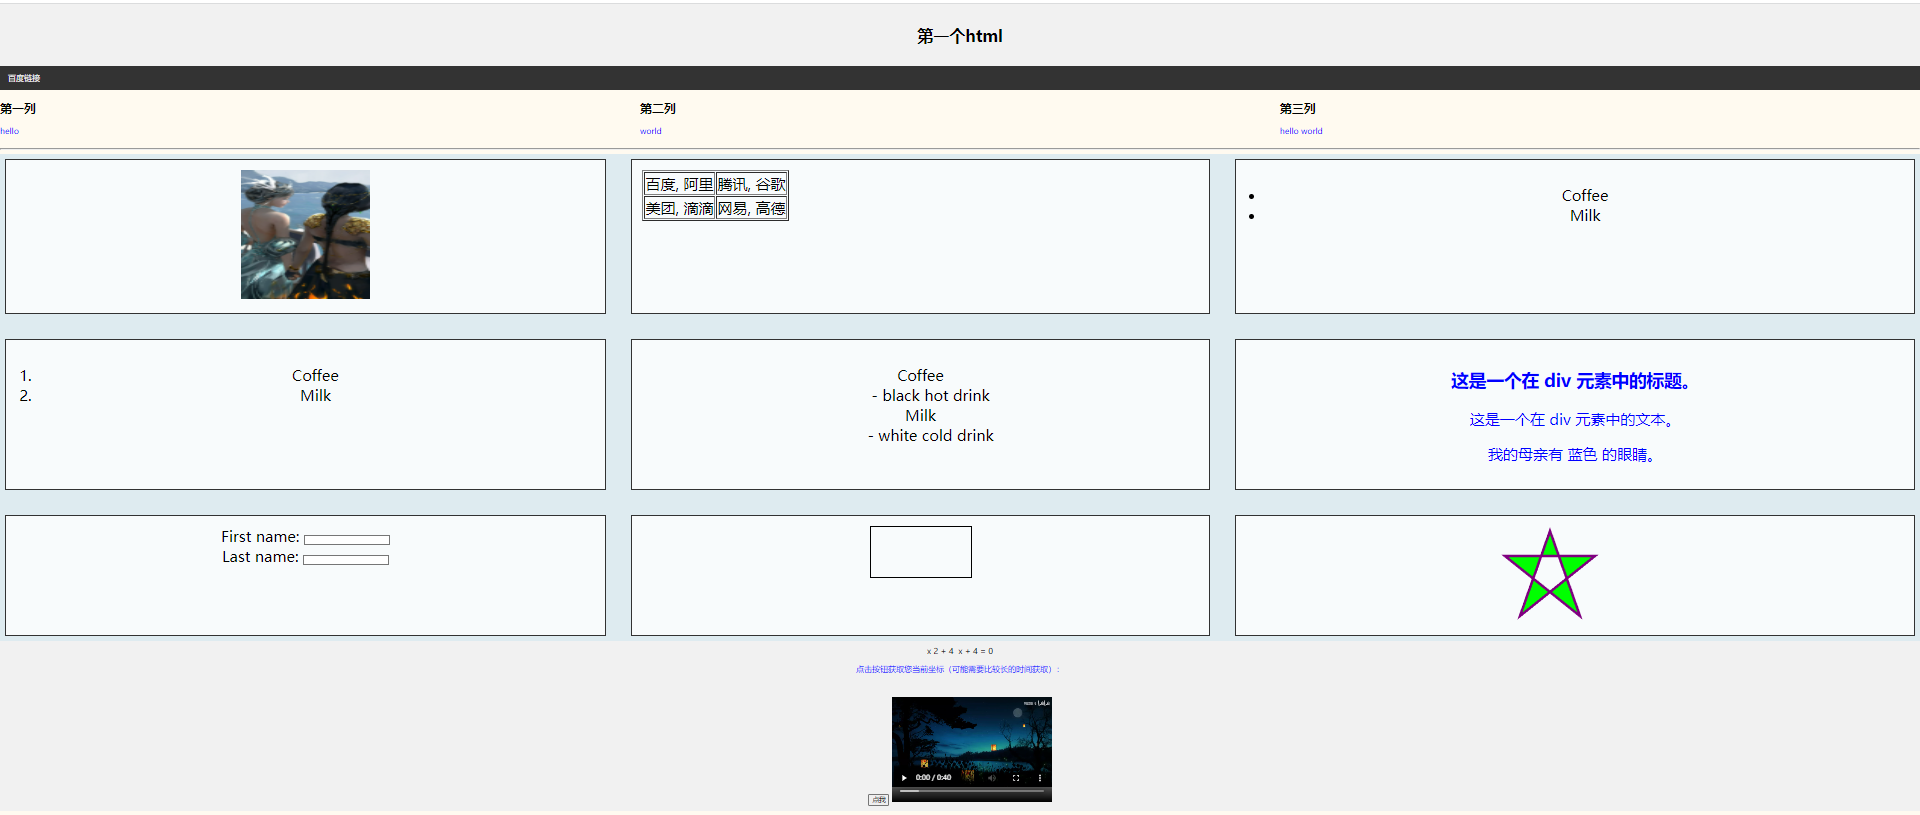 第一个html
百度链接
第一列
hello
第二列
world
第三列
hello world
百度, 阿里 腾讯, 谷歌
美团, 滴滴 网易, 高德
Coffee
Milk
1. Coffee
2. Milk
Coffee
- black hot drink
Milk
- white cold drink
这是一个在 div 元素中的标题。
这是一个在 div 元素中的文本。
我的母亲有 蓝色 的眼睛。
First name:
Last name:
x 2 + 4 x + 4 = 0
点击按钮获取您当前坐标（可能需要比较长的时间获取）：
0:00 / 0:40
点我